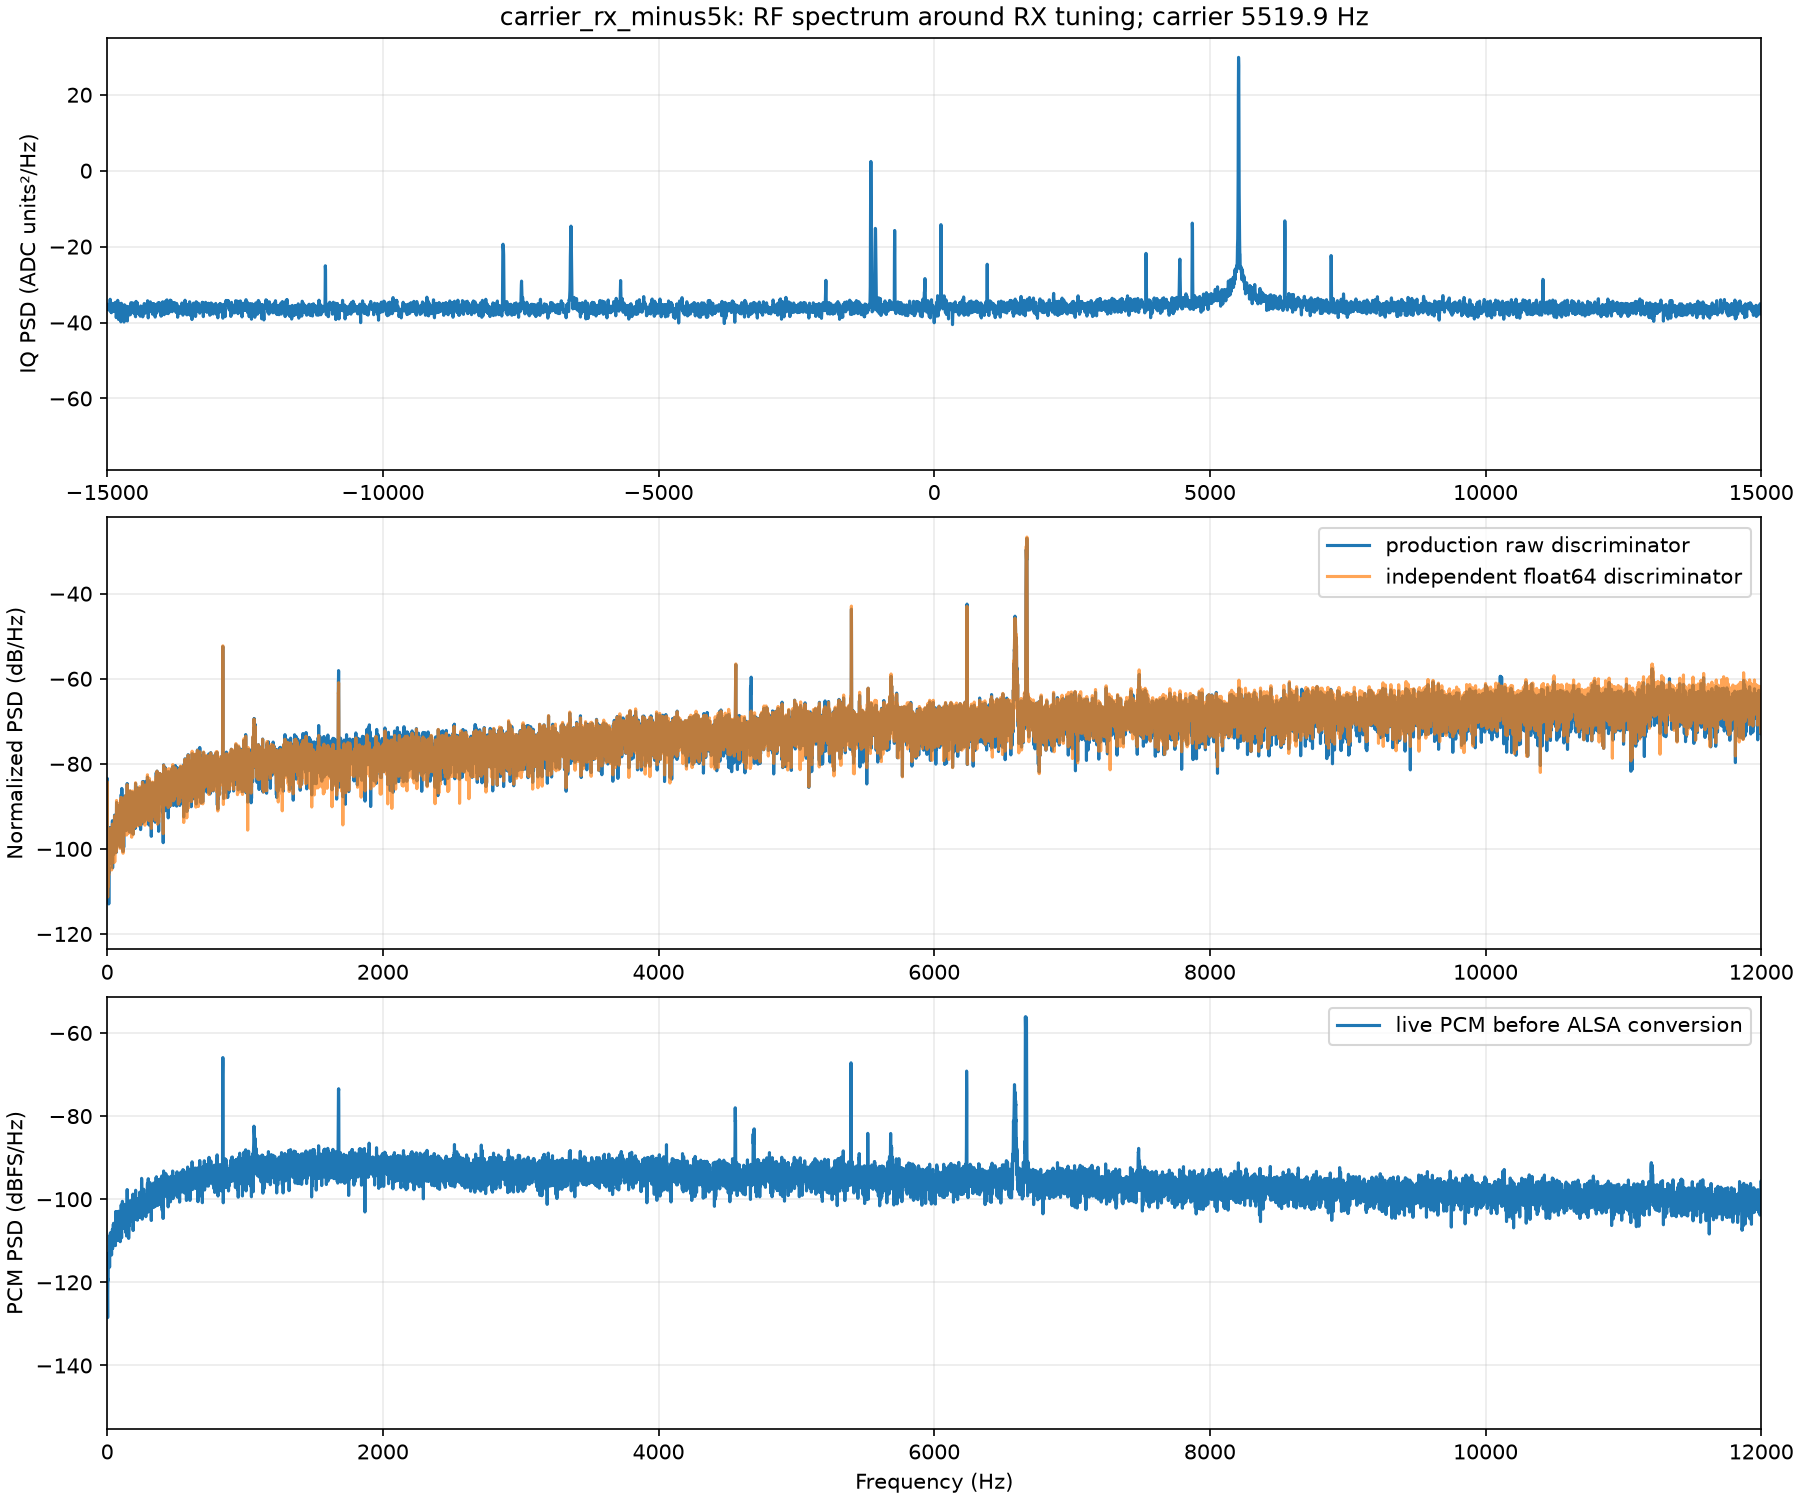 carrier_rx_minus5k: RF spectrum around RX tuning; carrier 5519.9 Hz
IQ PSD (ADC units²/Hz)
20
0
−20
−40
−60
−15000 −10000 −5000 0 5000 10000 15000
Normalized PSD (dB/Hz)
production raw discriminator
independent float64 discriminator
−40
−60
−80
−100
−120
0 2000 4000 6000 8000 10000 12000
PCM PSD (dBFS/Hz)
live PCM before ALSA conversion
−60
−80
−100
−120
−140
0 2000 4000 6000 8000 10000 12000
Frequency (Hz)